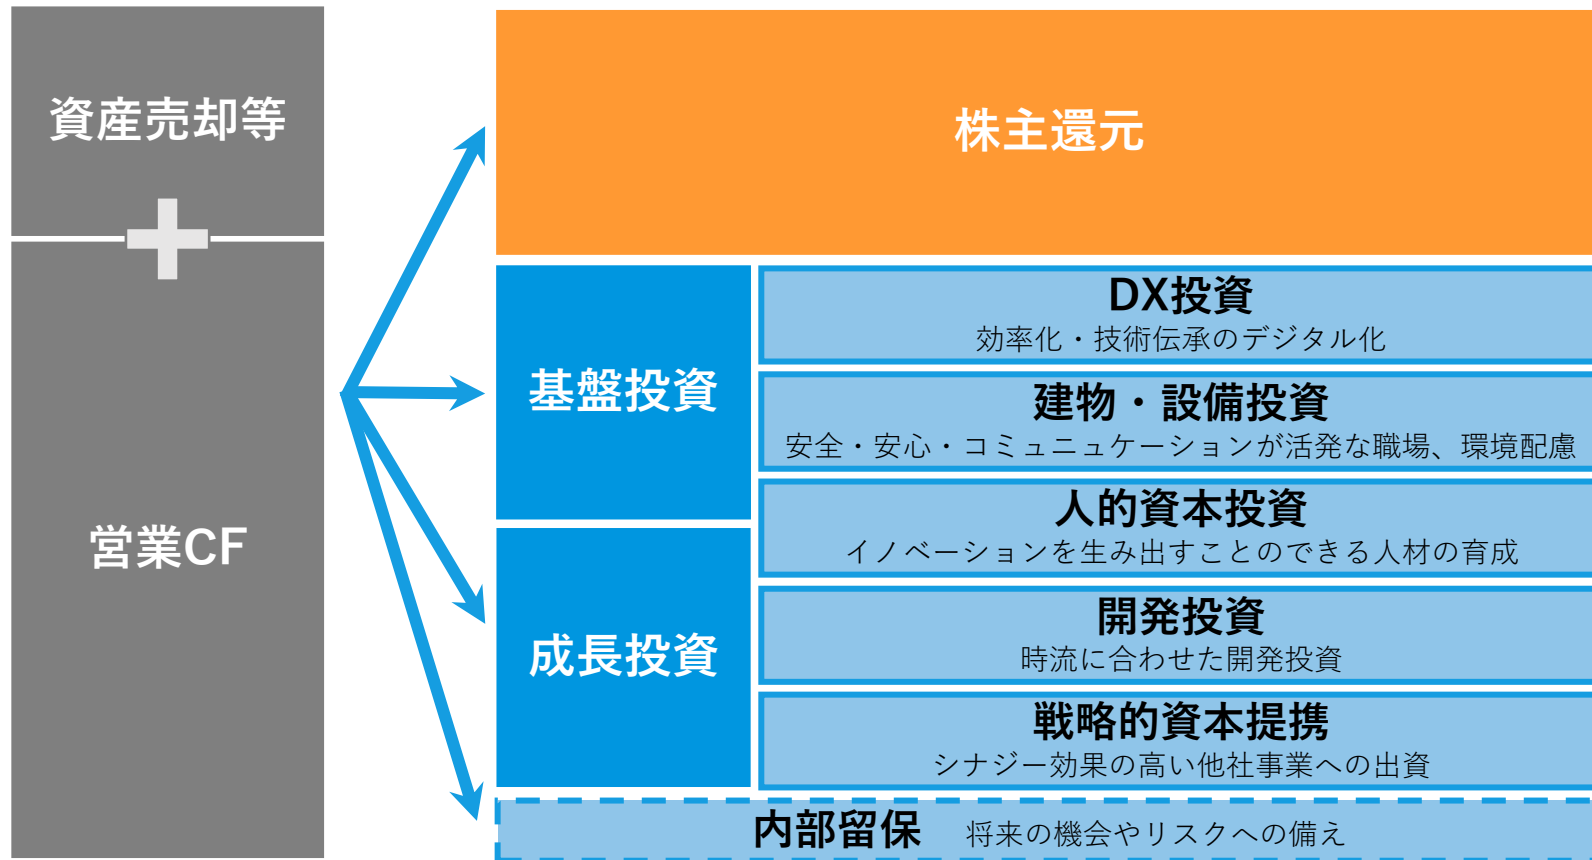 資産売却等
営業CF
株主還元
基盤投資
成長投資
DX投資
効率化・技術伝承のデジタル化
建物・設備投資
安全・安心・コミュニュケーションが活発な職場、環境配慮
人的資本投資
イノベーションを生み出すことのできる人材の育成
開発投資
時流に合わせた開発投資
戦略的資本提携
シナジー効果の高い他社事業への出資
内部留保 将来の機会やリスクへの備え